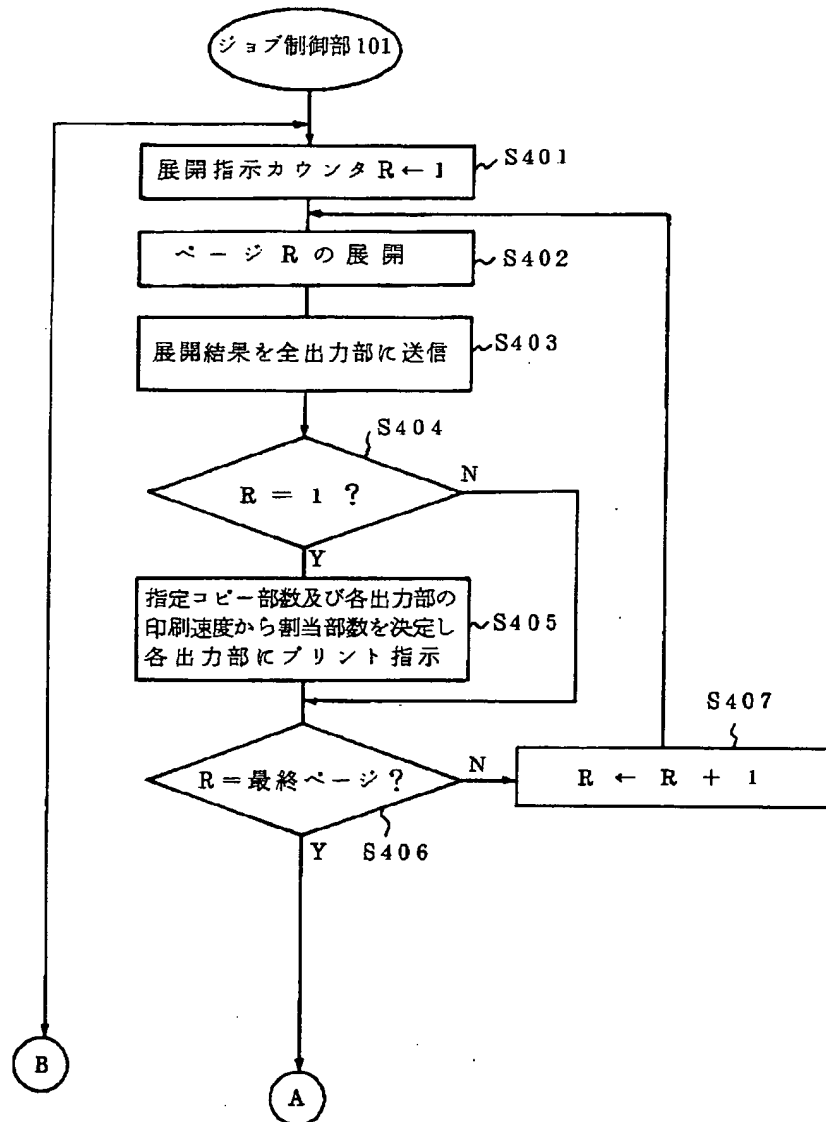 ジョブ制御部101
展開指示カウンタR←1
S401
ページRの展開
S402
展開結果を全出力部に送信
S403
S404
R = 1 ?
N
Y
指定コピー部数及び各出力部の
印刷速度から割当部数を決定し
各出力部にプリント指示
S405
S407
R=最終ページ?
N
R ← R + 1
Y
S406
B
A